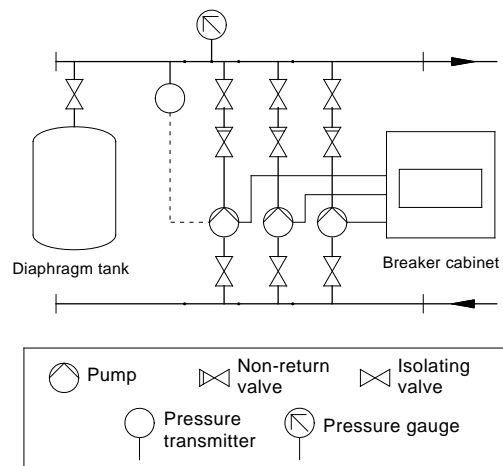 Diaphragm tank
Breaker cabinet
Pump
Non-return
valve
Isolating
valve
Pressure
transmitter
Pressure gauge